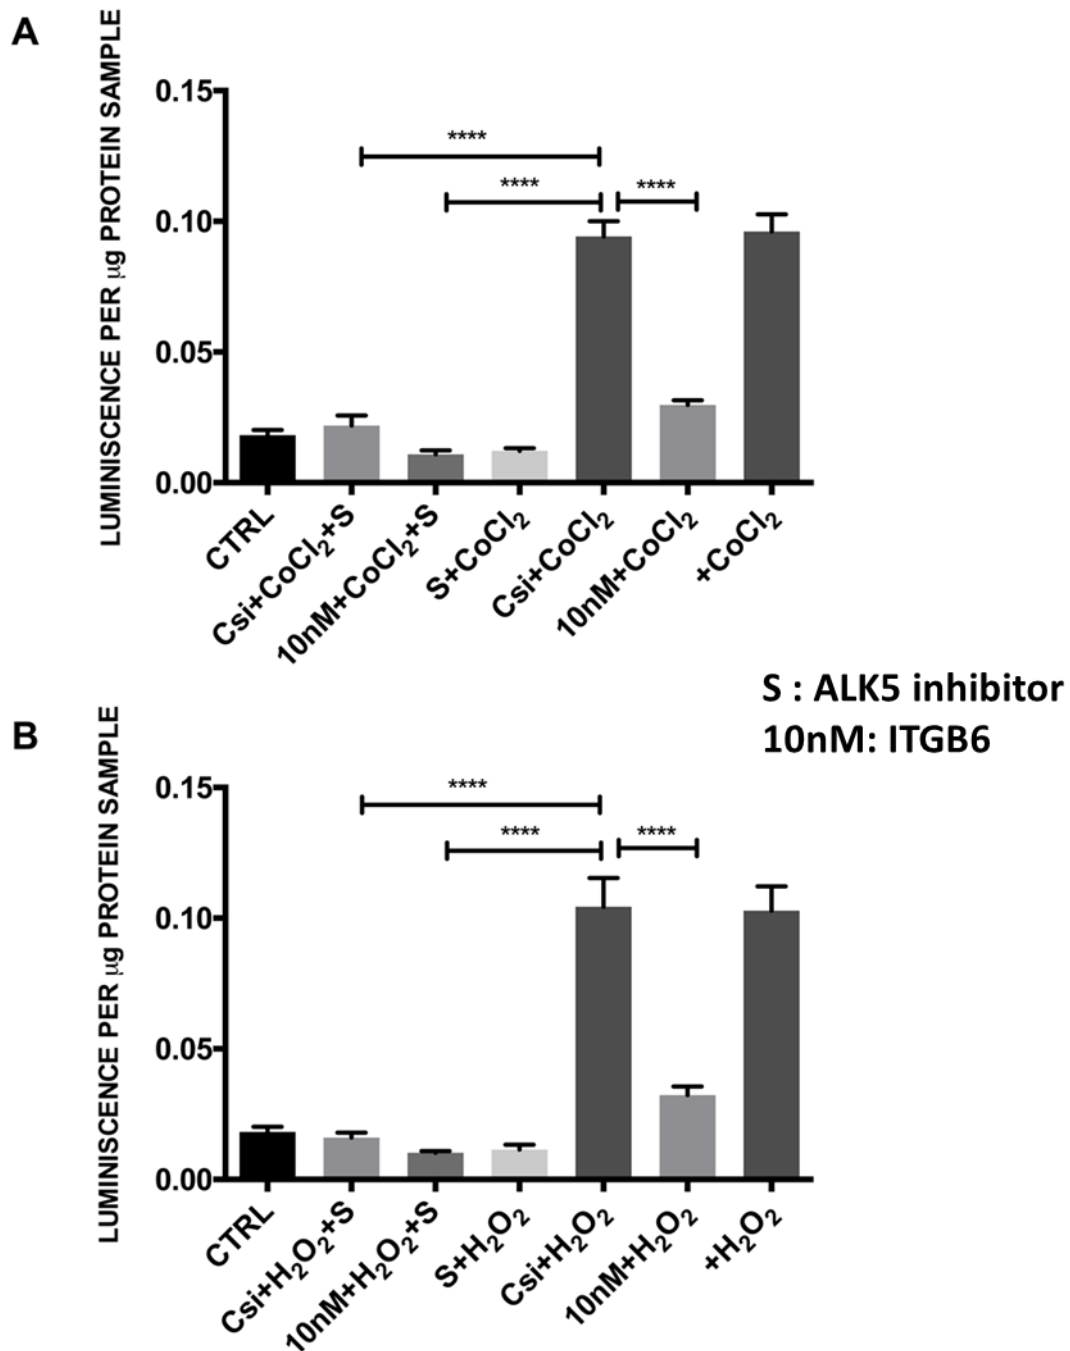 A
LUMINISCENCE PER μg PROTEIN SAMPLE
0.15
0.10
0.05
0.00
****
****
****
CTRL
Csi+CoCl₂+S
10nM+CoCl₂+S
S+CoCl₂
Csi+CoCl₂
10nM+CoCl₂
+CoCl₂
S : ALK5 inhibitor
10nM: ITGB6
B
LUMINISCENCE PER μg PROTEIN SAMPLE
0.15
0.10
0.05
0.00
****
****
****
CTRL
Csi+H₂O₂+S
10nM+H₂O₂+S
S+H₂O₂
Csi+H₂O₂
10nM+H₂O₂
+H₂O₂